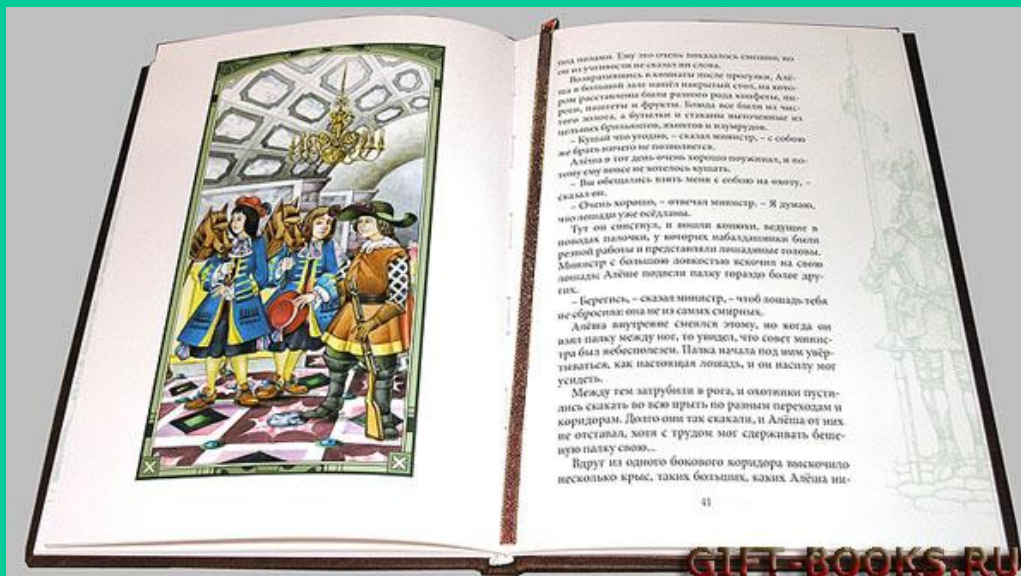 под ногами. Ему это очень показалось смешно; но
он из учтивости не сказал ни слова.
Возвратившись в комнаты после прогулки, Алё-
ша в большой зале нашёл накрытый стол, на кото-
ром расставлены были разного рода конфеты, пи-
роги, паштеты и фрукты. Блюда все были из чис-
того золота, а бутылки и стаканы выточенные из
цельных брильянтов, яхонтов и изумрудов.
– Кушай что угодно, – сказал министр, – с собою
же брать ничего не позволяется.
Алёша в тот день очень хорошо поужинал, и по-
тому ему вовсе не хотелось кушать.
– Вы обещались взять меня с собою на охоту, –
сказал он.
– Очень хорошо, – отвечал министр. – Я думаю,
что лошади уже осёдланы.
Тут он свистнул, и вошли конюхи, ведущие в
поводах палочки, у которых набалдашники были
резной работы и представляли лошадиные головы.
Министр с большою ловкостью вскочил на свою
лошадь; Алёше подвели палку гораздо более дру-
гих.
– Берегись, – сказал министр, – чтоб лошадь тебя
не сбросила: она не из самых смирных.
Алёша внутренне смеялся этому, но когда он
взял палку между ног, то увидел, что совет минис-
тра был небесполезен. Палка начала под ним увёр-
тываться, как настоящая лошадь, и он насилу мог
усидеть.
Между тем затрубили в рога, и охотники пусти-
лись скакать во всю прыть по разным переходам и
коридорам. Долго они так скакали, и Алёша от них
не отставал, хотя с трудом мог сдерживать беше-
ную палку свою...
Вдруг из одного бокового коридора выскочило
несколько крыс, таких больших, каких Алёша ни-
41
GIFT-BOOKS.RU